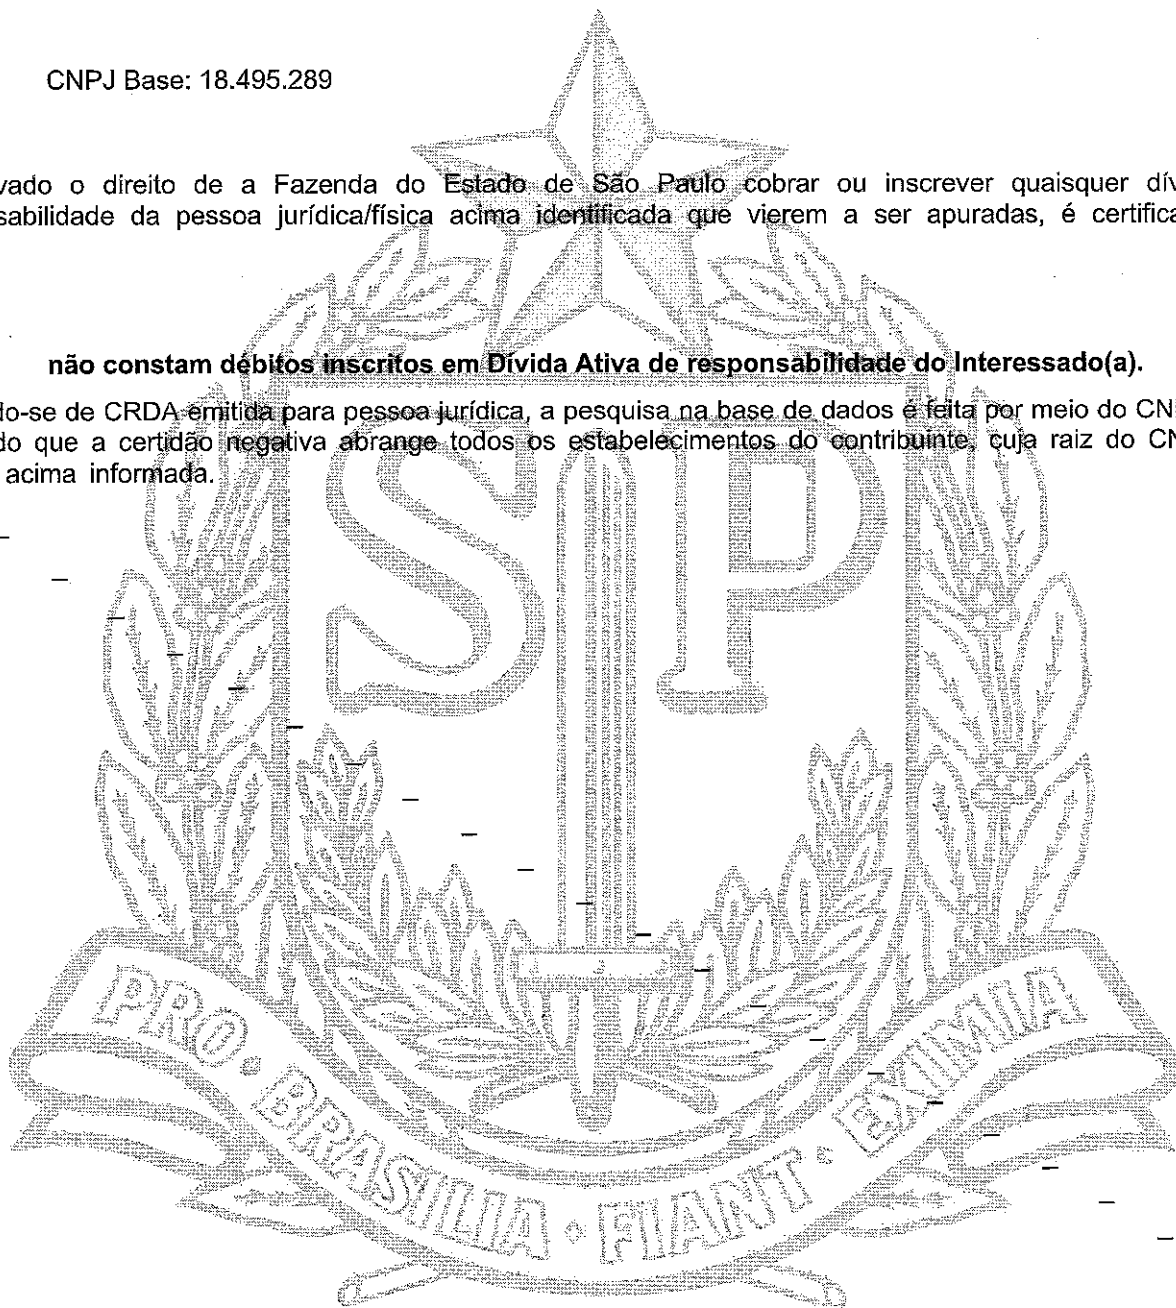 CNPJ Base: 18.495.289
vado o direito de a Fazenda do Estado de São Paulo cobrar ou inscrever quaisquer dív
sabilidade da pessoa jurídica/física acima identificada que vierem a ser apuradas, é certifica
não constam débitos inscritos em Dívida Ativa de responsabilidade do Interessado(a).
do-se de CRDA emitida para pessoa jurídica, a pesquisa na base de dados é feita por meio do CN
do que a certidão negativa abrange todos os estabelecimentos do contribuinte, cuja raiz do CN
acima informada.
SP
PRO • BRASILIA • FIANT • EXIMIA